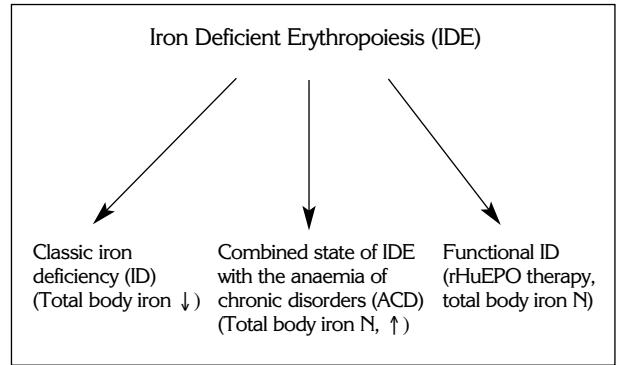 Iron Deficient Erythropoiesis (IDE)
Classic iron
deficiency (ID)
(Total body iron ↓)
Combined state of IDE
with the anaemia of
chronic disorders (ACD)
(Total body iron N, ↑)
Functional ID
(rHuEPO therapy,
total body iron N)